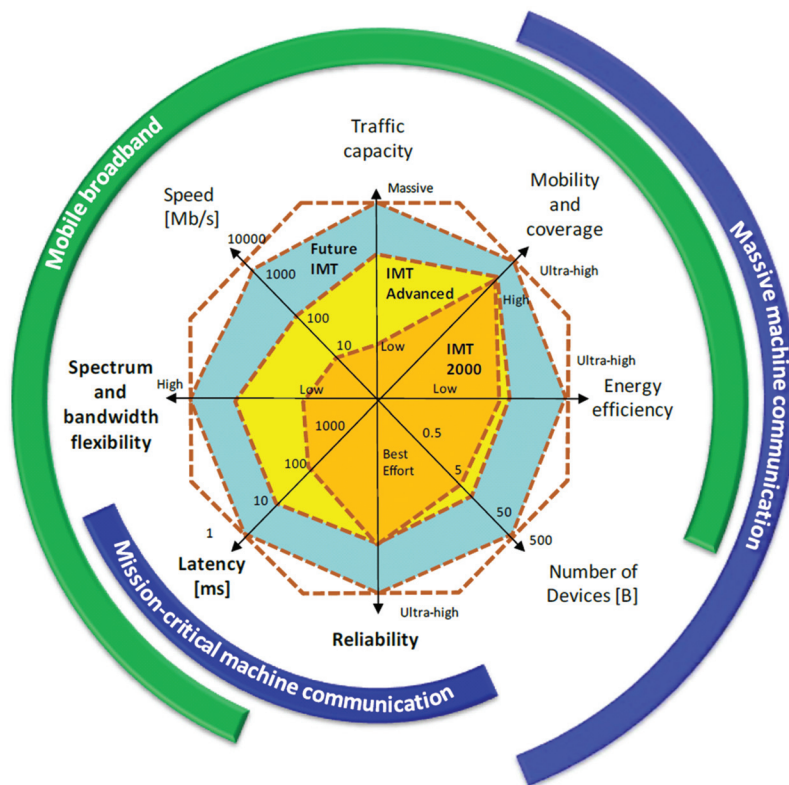 Mobile broadband
Massive machine communication
Mission-critical machine communication
Traffic
capacity
Massive
Speed
[Mb/s]
Mobility and
coverage
10000
1000
100
10
Future
IMT
IMT
Advanced
Ultra-high
High
Low
IMT
2000
Ultra-high
Spectrum and
bandwidth
flexibility
High
Low
Low
Energy
efficiency
1000
100
10
1
0.5
5
50
500
Best
Effort
Latency
[ms]
Number of
Devices [B]
Ultra-high
Reliability